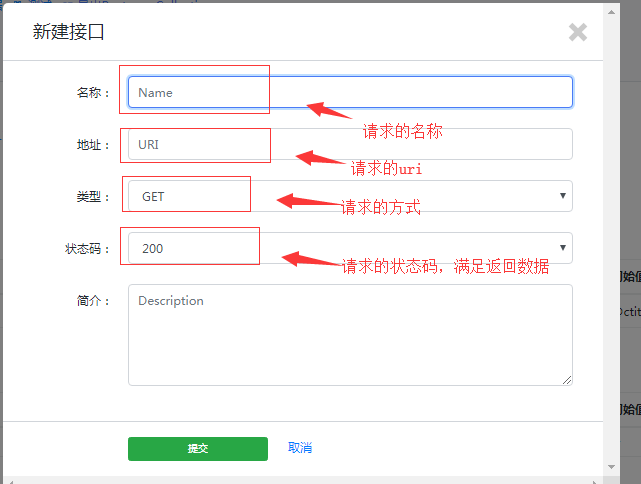 新建接口
名称：
Name
请求的名称
地址：
URI
请求的uri
类型：
GET
请求的方式
状态码：
200
请求的状态码，满足返回数据
简介：
Description
提交
取消